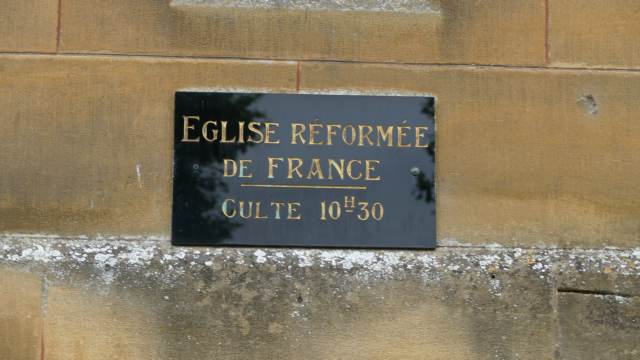 EGLISE RÉFORMÉE
DE FRANCE
CULTE 10H30